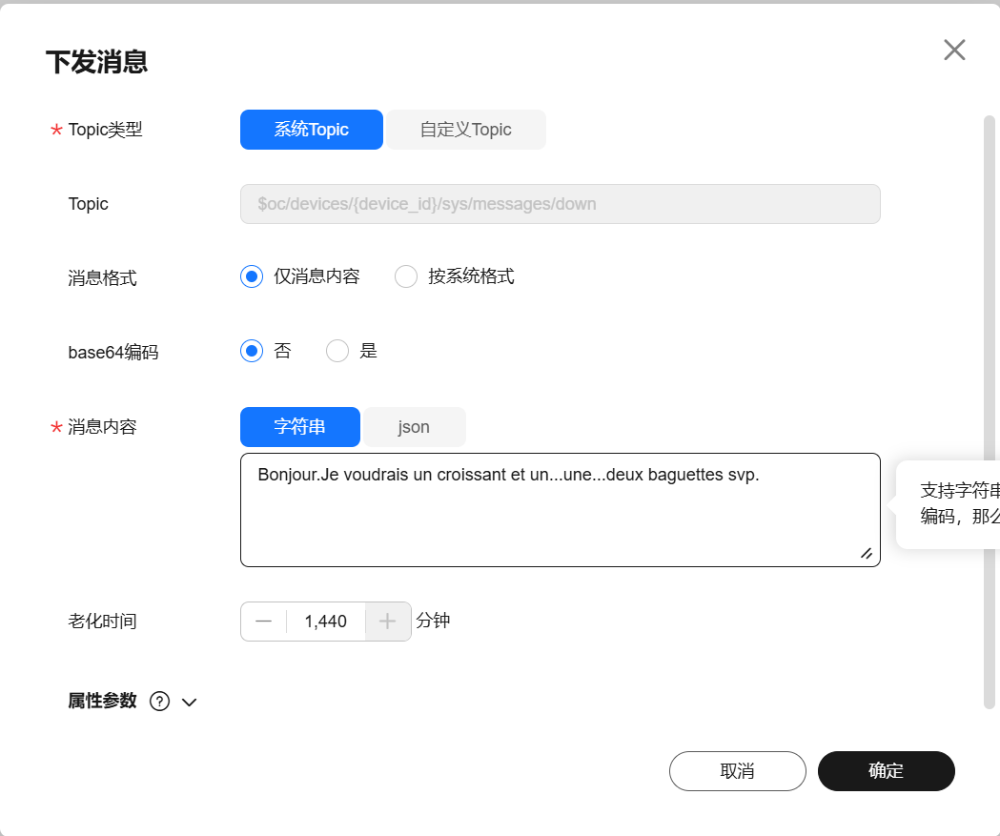 下发消息
* Topic类型 系统Topic 自定义Topic
Topic $oc/devices/{device_id}/sys/messages/down
消息格式 仅消息内容 按系统格式
base64编码 否 是
* 消息内容 字符串 json
Bonjour.Je voudrais un croissant et un...une...deux baguettes svp.
支持字符串
编码，那么
老化时间 1,440 分钟
属性参数 ?
取消 确定